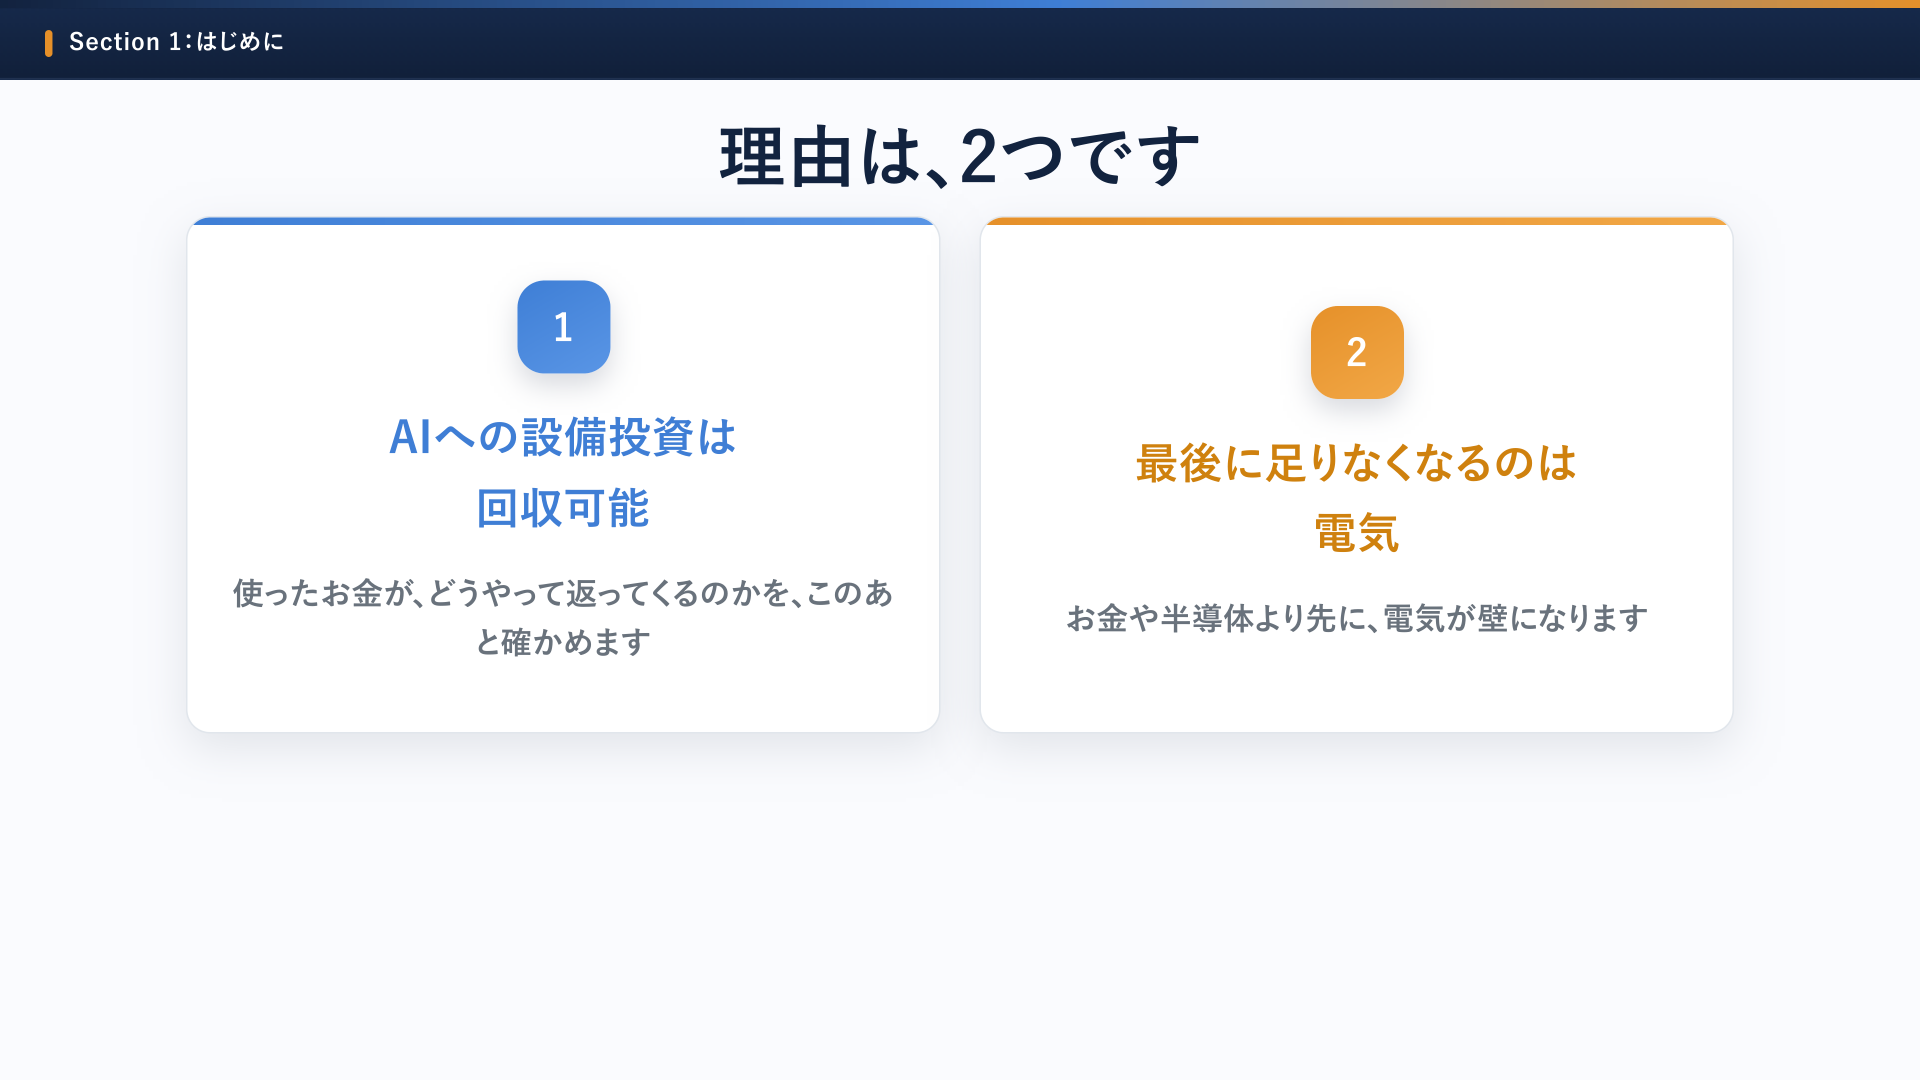 Section 1：はじめに
理由は、2つです
1
AIへの設備投資は
回収可能
使ったお金が、どうやって返ってくるのかを、このあ
と確かめます
2
最後に足りなくなるのは
電気
お金や半導体より先に、電気が壁になります